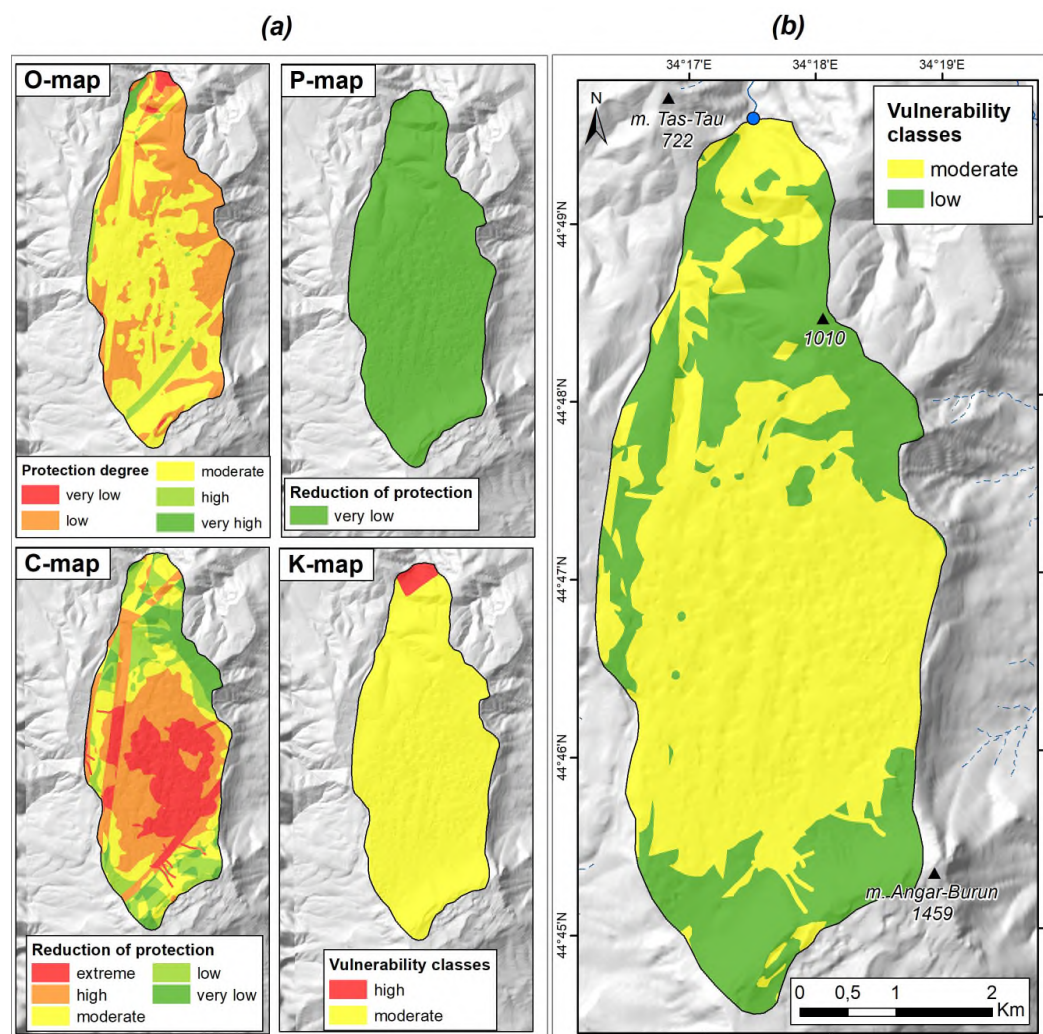 (a)
O-map
Protection degree
very low
low
moderate
high
very high
P-map
Reduction of protection
very low
C-map
Reduction of protection
extreme
high
moderate
low
very low
K-map
Vulnerability classes
high
moderate
(b)
34°17'E
34°18'E
34°19'E
N
m. Tas-Tau
722
Vulnerability
classes
moderate
low
44°49'N
1010
44°48'N
44°47'N
44°46'N
m. Angar-Burun
1459
44°45'N
0 0,5 1 2
Km